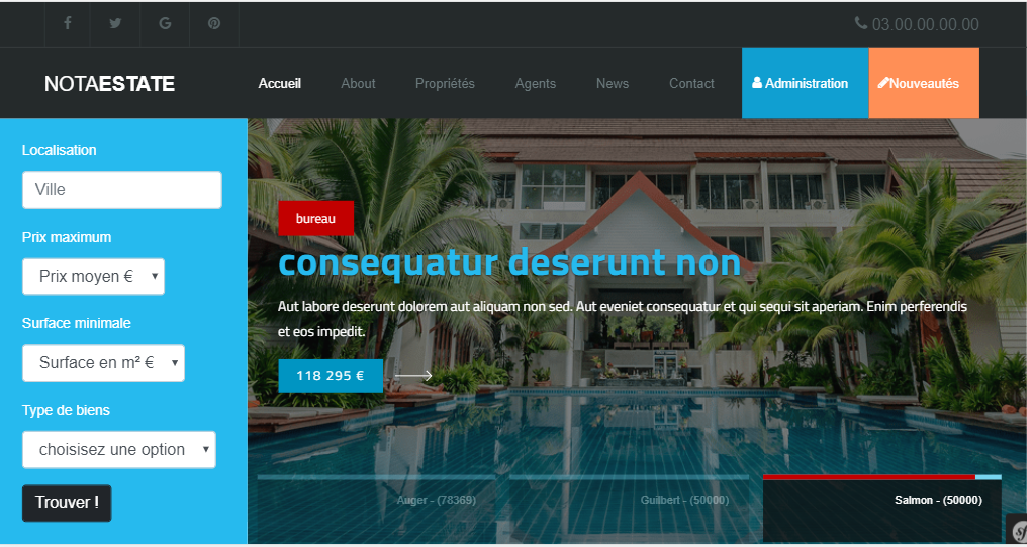 03.00.00.00.00
NOTAESTATE
Accueil About Propriétés Agents News Contact Administration Nouveautés
Localisation
Ville
Prix maximum
Prix moyen €
Surface minimale
Surface en m² €
Type de biens
choisisez une option
Trouver !
bureau
consequatur deserunt non
Aut labore deserunt dolorem aut aliquam non sed. Aut eveniet consequatur et qui sequi sit aperiam. Enim perferendis
et eos impedit.
118 295 €
Auger - (78369)
Guilbert - (50000)
Salmon - (50000)
sf